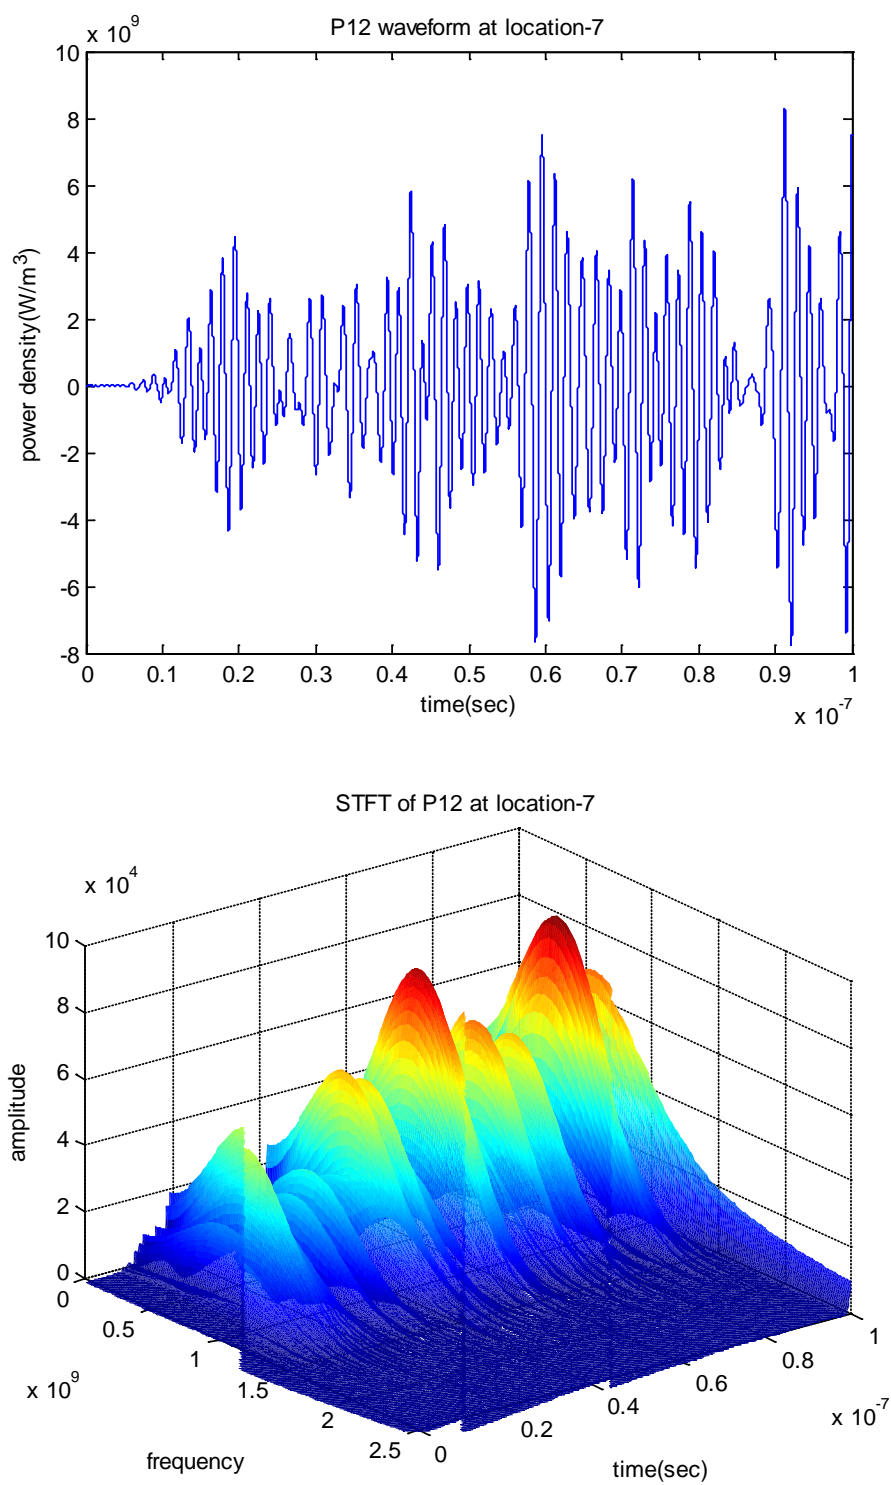 P12 waveform at location-7
x 10^9
10
8
6
4
2
0
-2
-4
-6
-8
power density(W/m^3)
0 0.1 0.2 0.3 0.4 0.5 0.6 0.7 0.8 0.9 1
time(sec)
x 10^-7
STFT of P12 at location-7
x 10^4
10
8
6
4
2
0
amplitude
0
0.5
1
1.5
2
2.5
x 10^9
frequency
0
0.2
0.4
0.6
0.8
1
x 10^-7
time(sec)